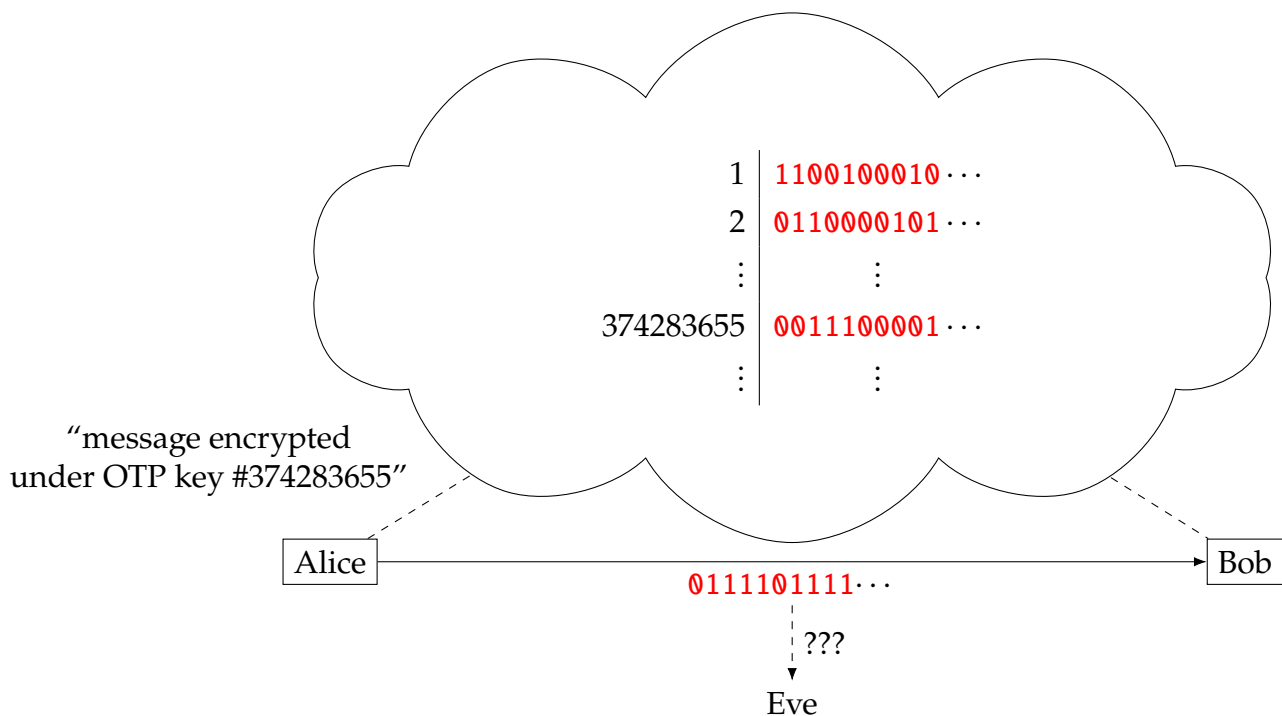 1 1100100010···
2 0110000101···
⋮ ⋮
374283655 0011100001···
⋮ ⋮
“message encrypted
under OTP key #374283655”
Alice
Bob
0111101111···
???
Eve